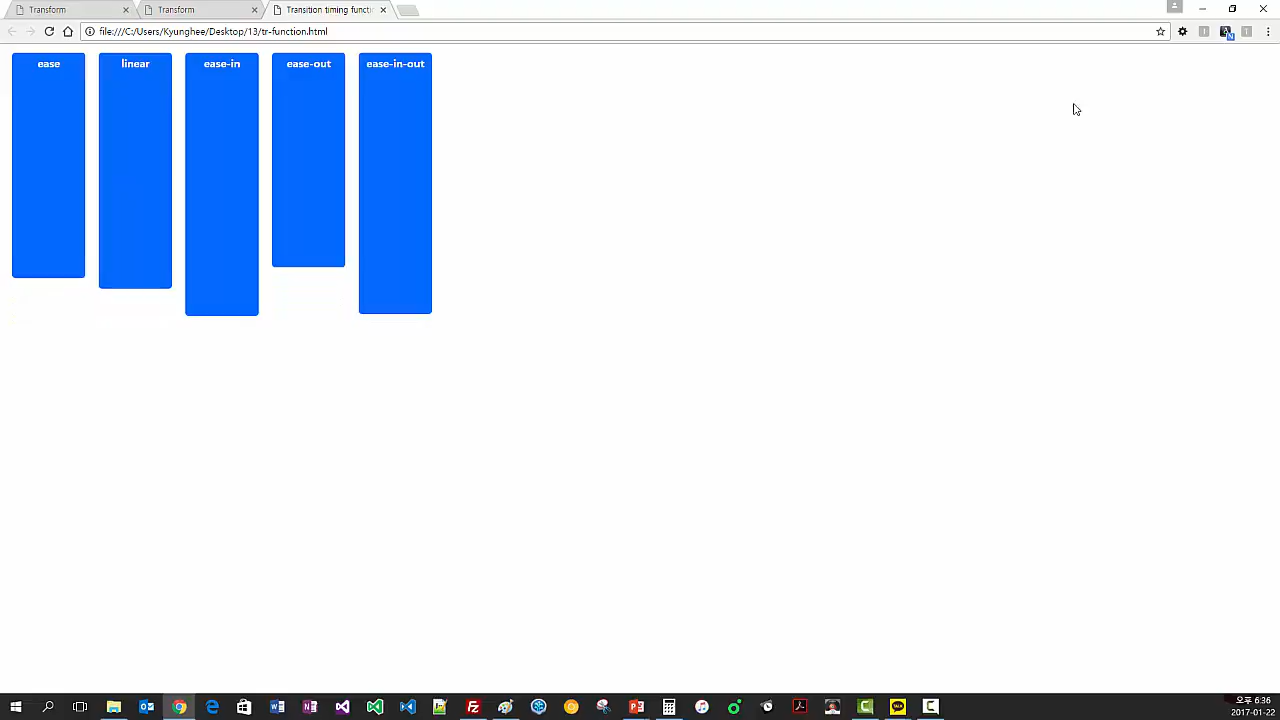 Transform
Transform
Transition timing functi
file:///C:/Users/Kyunghee/Desktop/13/tr-function.html
ease
linear
ease-in
ease-out
ease-in-out
오후 6:36
2017-01-22